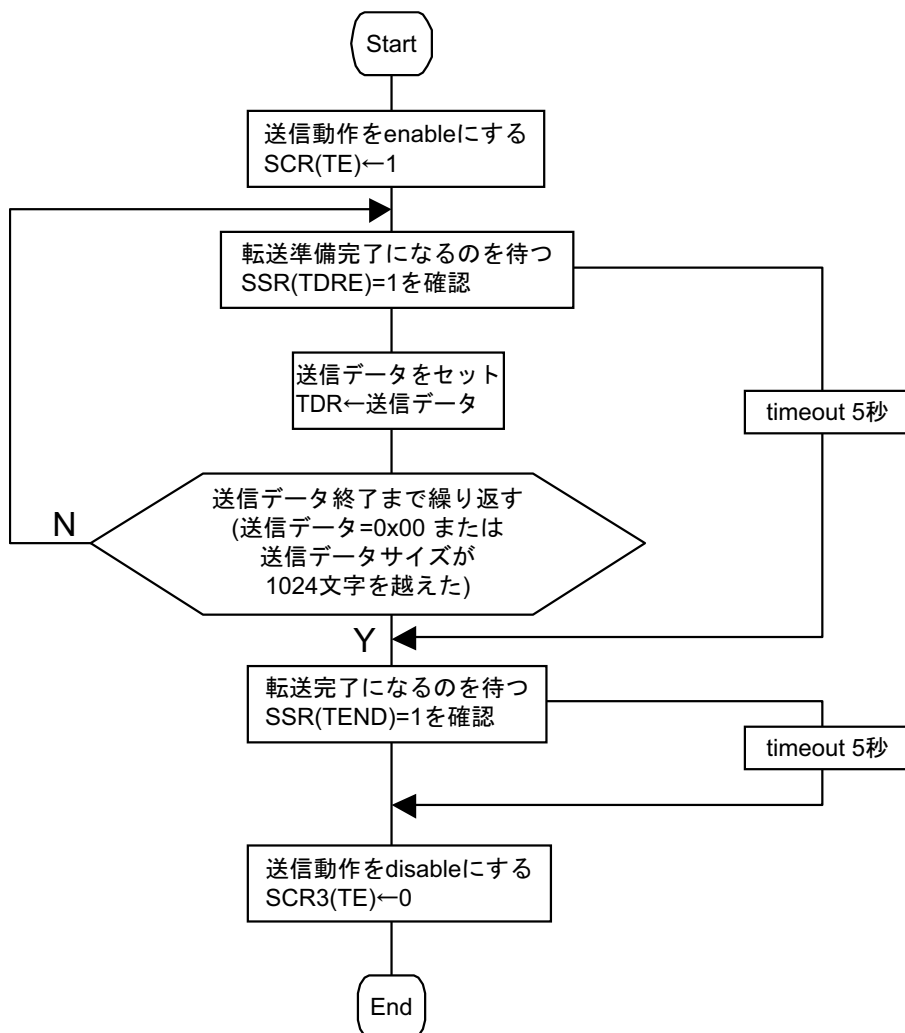 Start
送信動作をenableにする
SCR(TE)←1
転送準備完了になるのを待つ
SSR(TDRE)=1を確認
送信データをセット
TDR←送信データ
timeout 5秒
送信データ終了まで繰り返す
(送信データ=0x00 または
送信データサイズが
1024文字を越えた)
N
Y
転送完了になるのを待つ
SSR(TEND)=1を確認
timeout 5秒
送信動作をdisableにする
SCR3(TE)←0
End